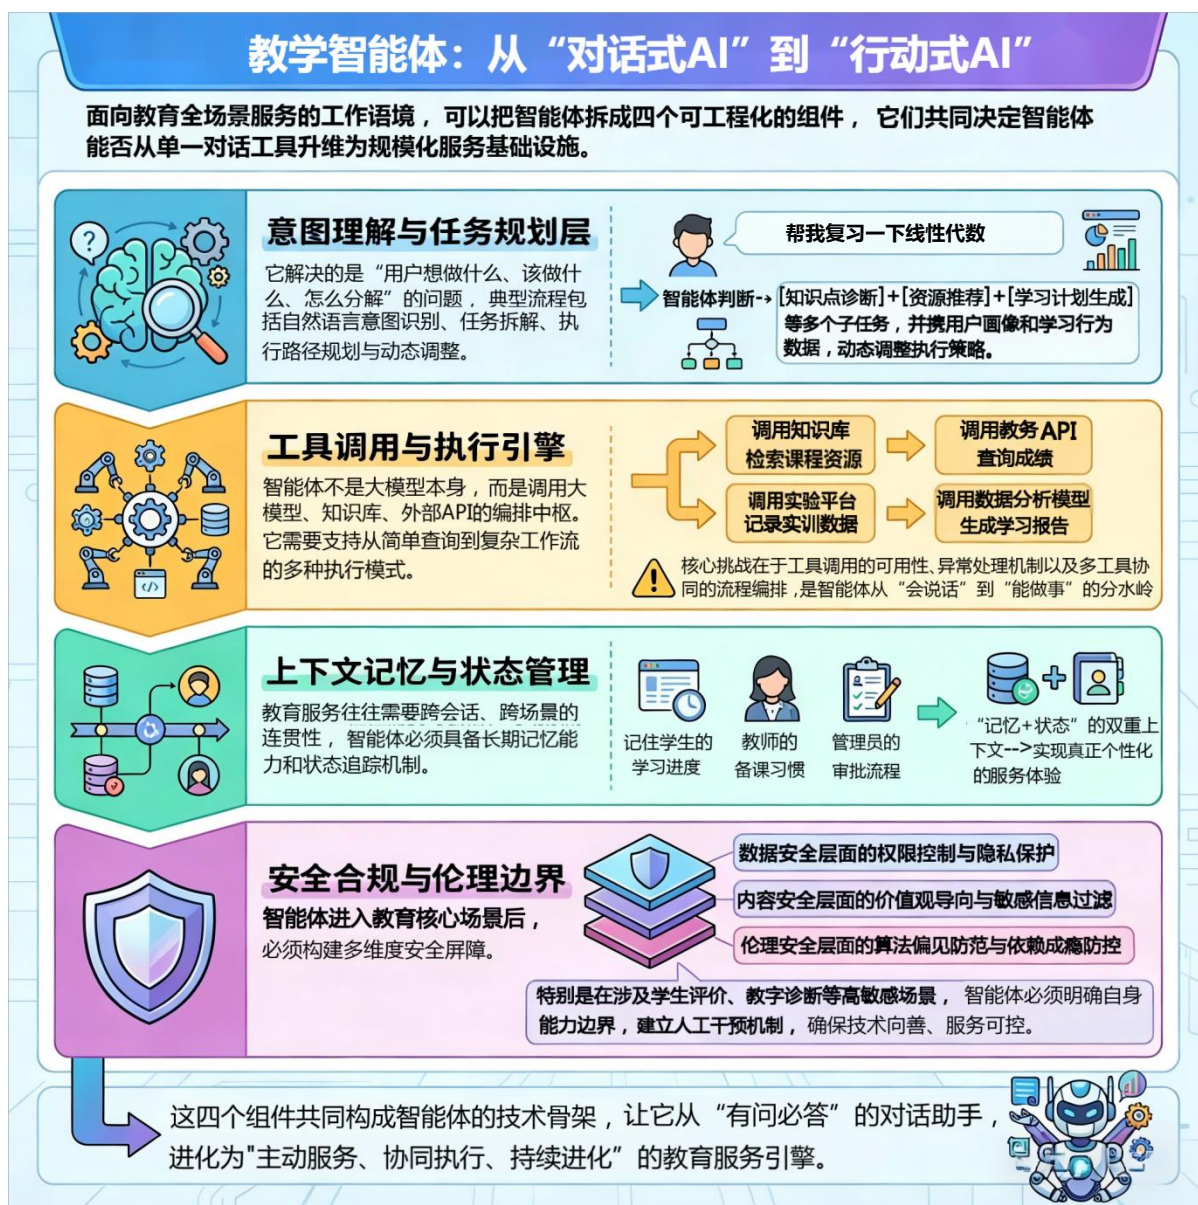 教学智能体：从“对话式AI”到“行动式AI”
面向教育全场景服务的工作语境，可以把智能体拆成四个可工程化的组件，它们共同决定智能体
能否从单一对话工具升维为规模化服务基础设施。
?
意图理解与任务规划层
它解决的是“用户想做什么、该做什
么、怎么分解”的问题，典型流程包
括自然语言意图识别、任务拆解、执
行路径规划与动态调整。
帮我复习一下线性代数
智能体判断-→
[知识点诊断]+[资源推荐]+[学习计划生成]
等多个子任务，并携用户画像和学习行为
数据，动态调整执行策略。
</>
工具调用与执行引擎
智能体不是大模型本身，而是调用大
模型、知识库、外部API的编排中枢。
它需要支持从简单查询到复杂工作流
的多种执行模式。
调用知识库
检索课程资源
调用教务API
查询成绩
调用实验平台
记录实训数据
调用数据分析模型
生成学习报告
核心挑战在于工具调用的可用性、异常处理机制以及多工具协
同的流程编排，是智能体从“会说话”到“能做事”的分水岭
上下文记忆与状态管理
教育服务往往需要跨会话、跨场景的
连贯性，智能体必须具备长期记忆能
力和状态追踪机制。
记住学生的
学习进度
教师的
备课习惯
管理员的
审批流程
“记忆+状态”的双重上
下文-->实现真正个性化
的服务体验
安全合规与伦理边界
智能体进入教育核心场景后，
必须构建多维度安全屏障。
数据安全层面的权限控制与隐私保护
内容安全层面的价值观导向与敏感信息过滤
伦理安全层面的算法偏见防范与依赖成瘾防控
特别是在涉及学生评价、教字诊断等高敏感场景，智能体必须明确自身
能力边界，建立人工干预机制，确保技术向善、服务可控。
这四个组件共同构成智能体的技术骨架，让它从“有问必答”的对话助手，
进化为"主动服务、协同执行、持续进化”的教育服务引擎。